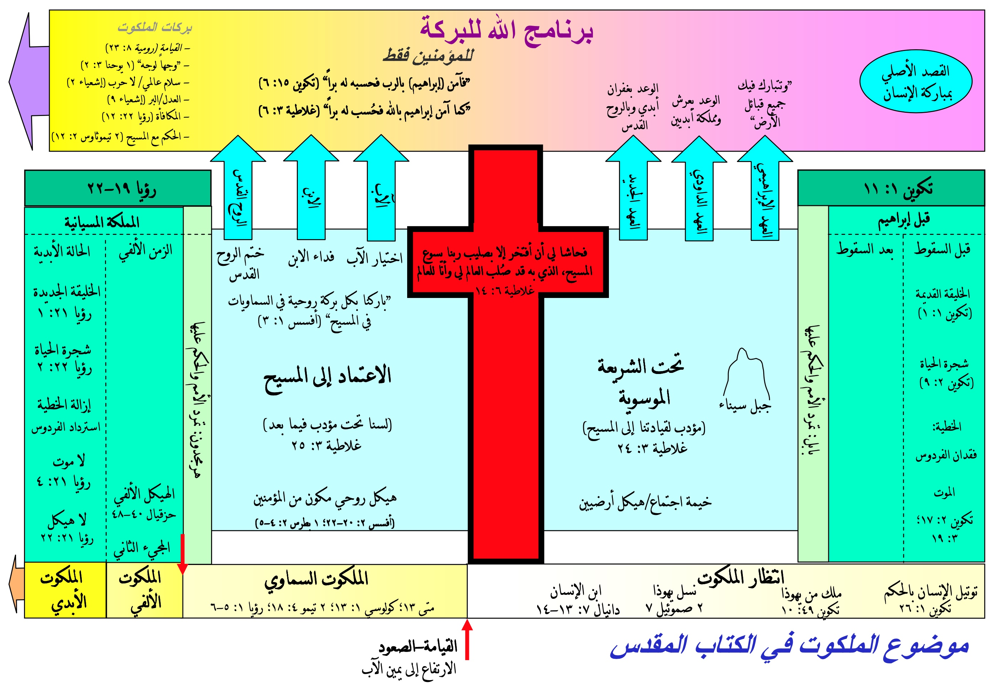 برنامج الله للبركة
للمؤمنين فقط
”فآمن (إبراهيم) بالرب فحسبه له براً“ (تكوين ١٥: ٦)
”كما آمن إبراهيم بالله فحُسب له براً“ (غلاطية ٣: ٦)
القصد الأصلي
بمباركة الإنسان
”وتتبارك فيك
جميع قبائل
الأرض“
الوعد بعرش
ومملكة أبديين
الوعد بغفران
أبدي وبالروح
القدس
بركات الملكوت
– القيامة (رومية ٨: ٢٣)
– ”وجهاً لوجه“ (١ يوحنا ٣: ٢)
– سلام عالمي/ لا حرب (إشعياء ٢)
– العدل/البر (إشعياء ٩)
– المكافأة (رؤيا ٢٢: ١٢)
– الحكم مع المسيح (٢ تيموثاوس ٢: ١٢)
العهد الإبراهيمي
العهد الداودي
العهد الجديد
الآب
الابن
الروح القدس
تكوين ١: ١١
قبل إبراهيم
قبل السقوط
بعد السقوط
الخليقة القديمة
(تكوين ١: ١)
شجرة الحياة
(تكوين ٢: ٩)
الخطية:
فقدان الفردوس
الموت
تكوين ٢: ١٧؛
٣: ١٩
بابل: تمرد الأمم والحكم عليها
جبل سيناء
تحت الشريعة
الموسوية
(مؤدب لقيادتنا إلى المسيح)
غلاطية ٣: ٢٤
خيمة اجتماع/هيكل أرضيين
فحاشا لي أن أفتخر إلا بصليب ربنا يسوع
المسيح، الذي به قد صُلب العالم لي وأنا للعالم
غلاطية ٦: ١٤
اختيار الآب
فداء الابن
ختم الروح
القدس
”باركنا بكل بركة روحية في السماويات
في المسيح“ (أفسس ١: ٣)
الاعتماد إلى المسيح
(لسنا تحت مؤدب فيما بعد)
غلاطية ٣: ٢٥
هيكل روحي مكون من المؤمنين
(أفسس ٢: ٢٠–٢٢؛ ١ بطرس ٢: ٤–٥)
هرمجدون: تمرد الأمم والحكم عليها
رؤيا ١٩–٢٢
المملكة المسيانية
الزمن الألفي
الحالة الأبدية
الخليقة الجديدة
رؤيا ٢١: ١
شجرة الحياة
رؤيا ٢٢: ٢
إزالة الخطية
استرداد الفردوس
لا موت
رؤيا ٢١: ٤
لا هيكل
رؤيا ٢١: ٢٢
الهيكل الألفي
حزقيال ٤٠–٤٨
المجيء الثاني
انتظار الملكوت
توتيل الإنسان بالحكم
تكوين ١: ٢٦
ملك من يهوذا
تكوين ٤٩: ١٠
نسل يهوذا
٢ صموئيل ٧
ابن الإنسان
دانيال ٧: ١٣–١٤
الملكوت السماوي
متى ١٣؛ كولوسي ١: ١٣؛ ٢ تيمو ٤: ١٨؛ رؤيا ١: ٥–٦
الملكوت
الألفي
الملكوت
الأبدي
القيامة–الصعود
الارتفاع إلى يمين الآب
موضوع الملكوت في الكتاب المقدس